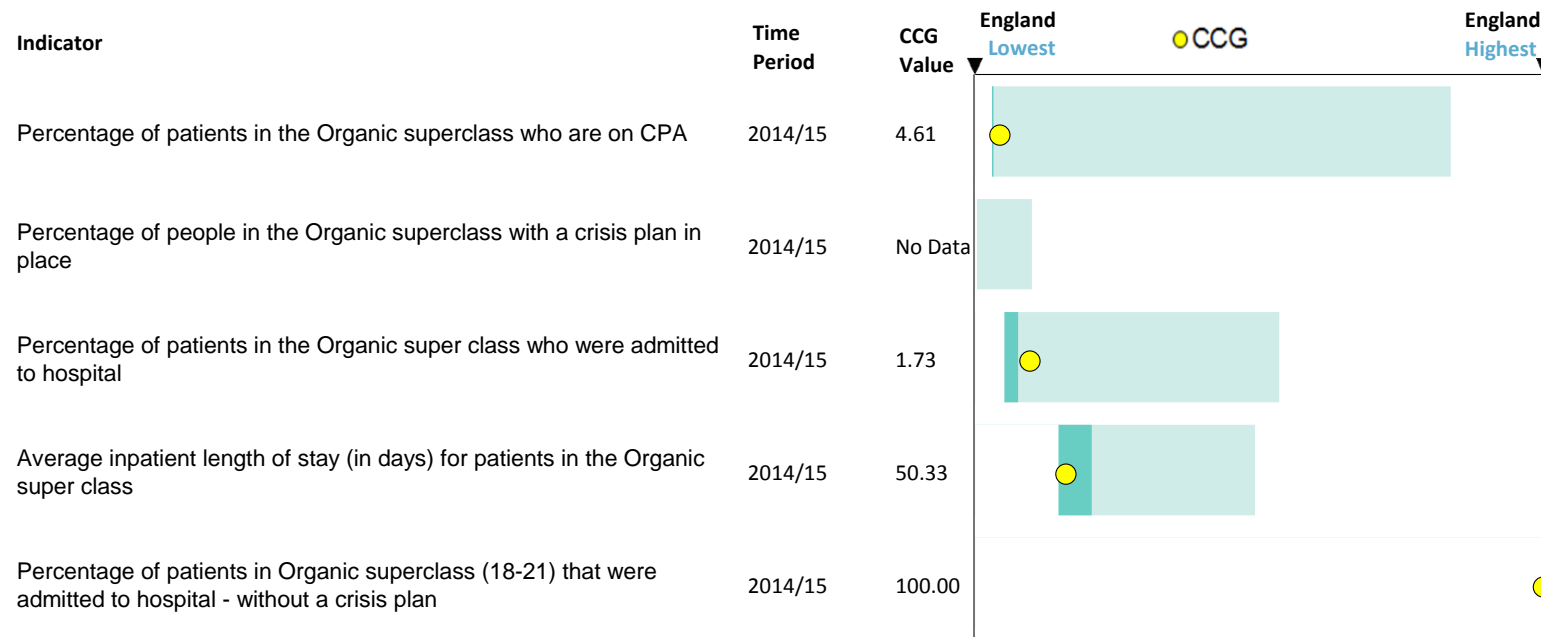 Indicator
Time
Period
CCG
Value
England
Lowest
CCG
England
Highest
Percentage of patients in the Organic superclass who are on CPA 2014/15 4.61
Percentage of people in the Organic superclass with a crisis plan in
place
2014/15 No Data
Percentage of patients in the Organic super class who were admitted
to hospital
2014/15 1.73
Average inpatient length of stay (in days) for patients in the Organic
super class
2014/15 50.33
Percentage of patients in Organic superclass (18-21) that were
admitted to hospital - without a crisis plan
2014/15 100.00